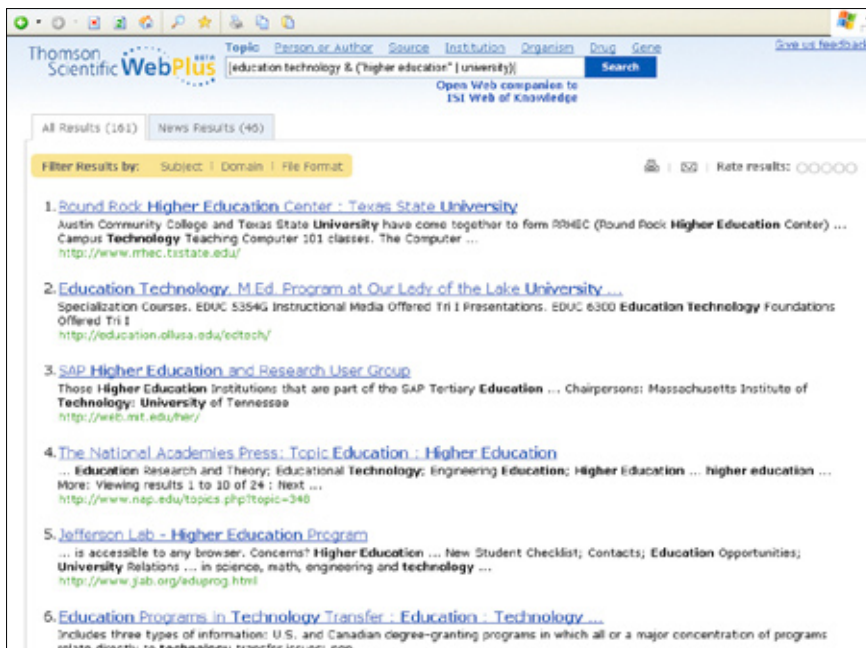 Thomson Scientific WebPlus BETA
Topic Person or Author Source Institution Organism Drug Gene
Give us feedback
(education technology & ("higher education" | university)) Search
Open Web companion to
ISI Web of Knowledge
All Results (161) News Results (46)
Filter Results by: Subject | Domain | File Format
Rate results:
1. Round Rock Higher Education Center : Texas State University
Austin Community College and Texas State University have come together to form RRHEC (Round Rock Higher Education Center) ...
Campus Technology Teaching Computer 101 classes. The Computer ...
http://www.rrhec.txstate.edu/
2. Education Technology, M.Ed. Program at Our Lady of the Lake University ...
Specialization Courses. EDUC 5354G Instructional Media Offered Tri I Presentations. EDUC 6300 Education Technology Foundations
Offered Tri I
http://education.ollusa.edu/edtech/
3. SAP Higher Education and Research User Group
Those Higher Education Institutions that are part of the SAP Tertiary Education ... Chairpersons: Massachusetts Institute of
Technology: University of Tennessee
http://web.mit.edu/her/
4. The National Academies Press: Topic Education : Higher Education
... Education Research and Theory; Educational Technology; Engineering Education; Higher Education ... higher education ...
More: Viewing results 1 to 10 of 24 : Next ...
http://www.nap.edu/topics.php?topic=348
5. Jefferson Lab - Higher Education Program
... is accessible to any browser. Concerns? Higher Education ... New Student Checklist; Contacts; Education Opportunities;
University Relations ... in science, math, engineering and technology ...
http://www.jlab.org/eduprog.html
6. Education Programs in Technology Transfer : Education : Technology ...
Includes three types of information: U.S. and Canadian degree-granting programs in which all or a major concentration of programs
relate directly to technology transfer issues; non